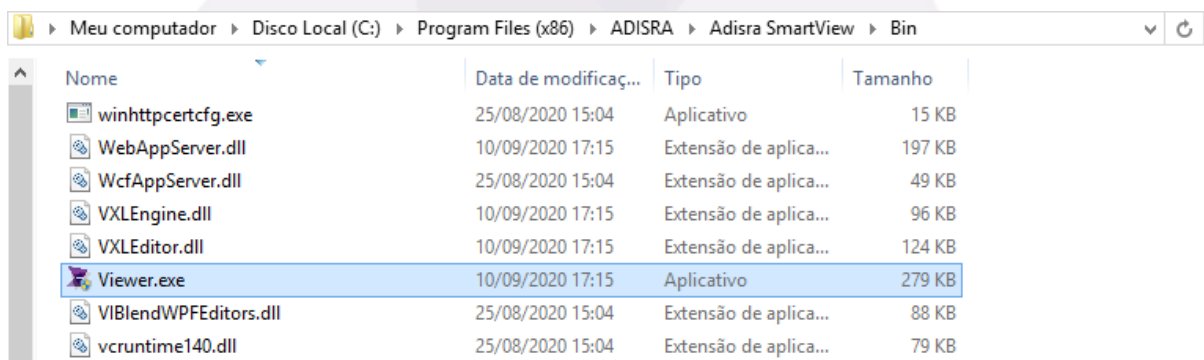 Meu computador Disco Local (C:) Program Files (x86) ADISRA Adisra SmartView Bin
Nome Data de modificaç... Tipo Tamanho
winhttpcertcfg.exe 25/08/2020 15:04 Aplicativo 15 KB
WebAppServer.dll 10/09/2020 17:15 Extensão de aplica... 197 KB
WcfAppServer.dll 25/08/2020 15:04 Extensão de aplica... 49 KB
VXLEngine.dll 10/09/2020 17:15 Extensão de aplica... 96 KB
VXLEditor.dll 10/09/2020 17:15 Extensão de aplica... 124 KB
Viewer.exe 10/09/2020 17:15 Aplicativo 279 KB
VIBlendWPFEditors.dll 25/08/2020 15:04 Extensão de aplica... 88 KB
vcruntime140.dll 25/08/2020 15:04 Extensão de aplica... 79 KB